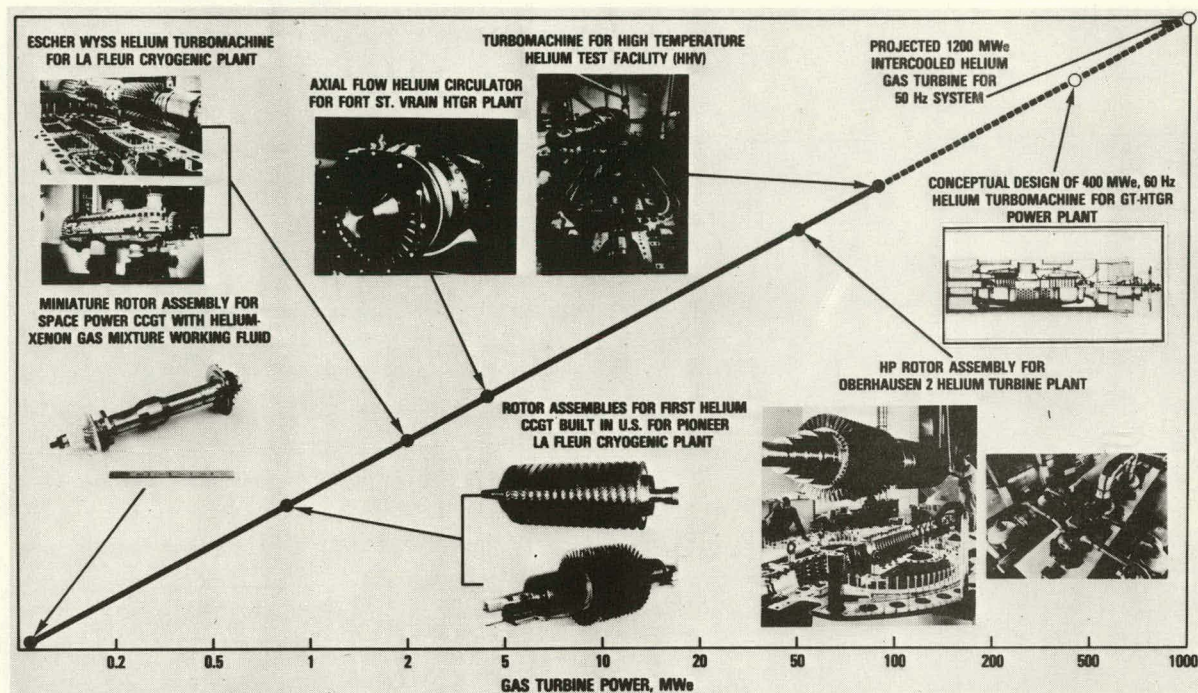 ESCHER WYSS HELIUM TURBOMACHINE
FOR LA FLEUR CRYOGENIC PLANT
TURBOMACHINE FOR HIGH TEMPERATURE
HELIUM TEST FACILITY (HHV)
PROJECTED 1200 MWe
INTERCOOLED HELIUM
GAS TURBINE FOR
50 Hz SYSTEM
AXIAL FLOW HELIUM CIRCULATOR
FOR FORT ST. VRAIN HTGR PLANT
CONCEPTUAL DESIGN OF 400 MWe, 60 Hz
HELIUM TURBOMACHINE FOR GT-HTGR
POWER PLANT
MINIATURE ROTOR ASSEMBLY FOR
SPACE POWER CCGT WITH HELIUM-
XENON GAS MIXTURE WORKING FLUID
HP ROTOR ASSEMBLY FOR
OBERHAUSEN 2 HELIUM TURBINE PLANT
ROTOR ASSEMBLIES FOR FIRST HELIUM
CCGT BUILT IN U.S. FOR PIONEER
LA FLEUR CRYOGENIC PLANT
0.2 0.5 1 2 5 10 20 50 100 200 500 1000
GAS TURBINE POWER, MWe